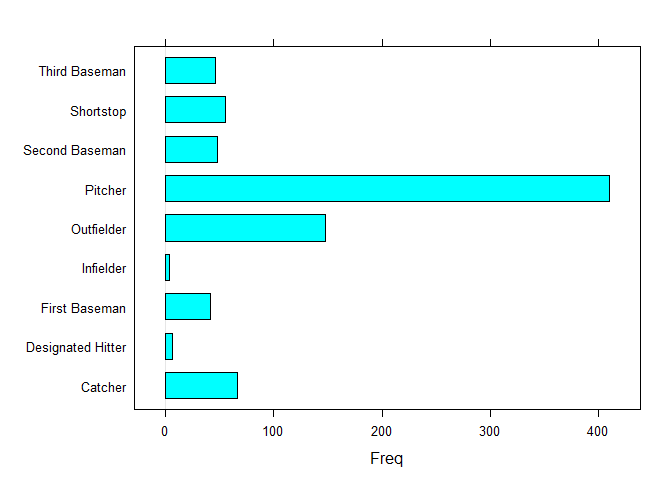 Third Baseman
Shortstop
Second Baseman
Pitcher
Outfielder
Infielder
First Baseman
Designated Hitter
Catcher
0 100 200 300 400
Freq